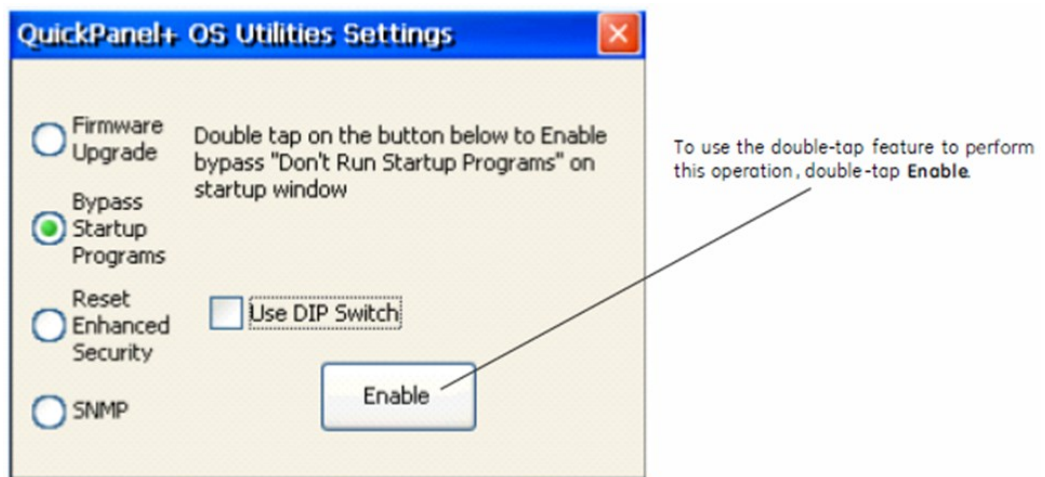 QuickPanel+ OS Utilities Settings
Firmware
Upgrade
Double tap on the button below to Enable
bypass "Don't Run Startup Programs" on
startup window
Bypass
Startup
Programs
Reset
Enhanced
Security
Use DIP Switch
SNMP
Enable
To use the double-tap feature to perform
this operation, double-tap Enable.